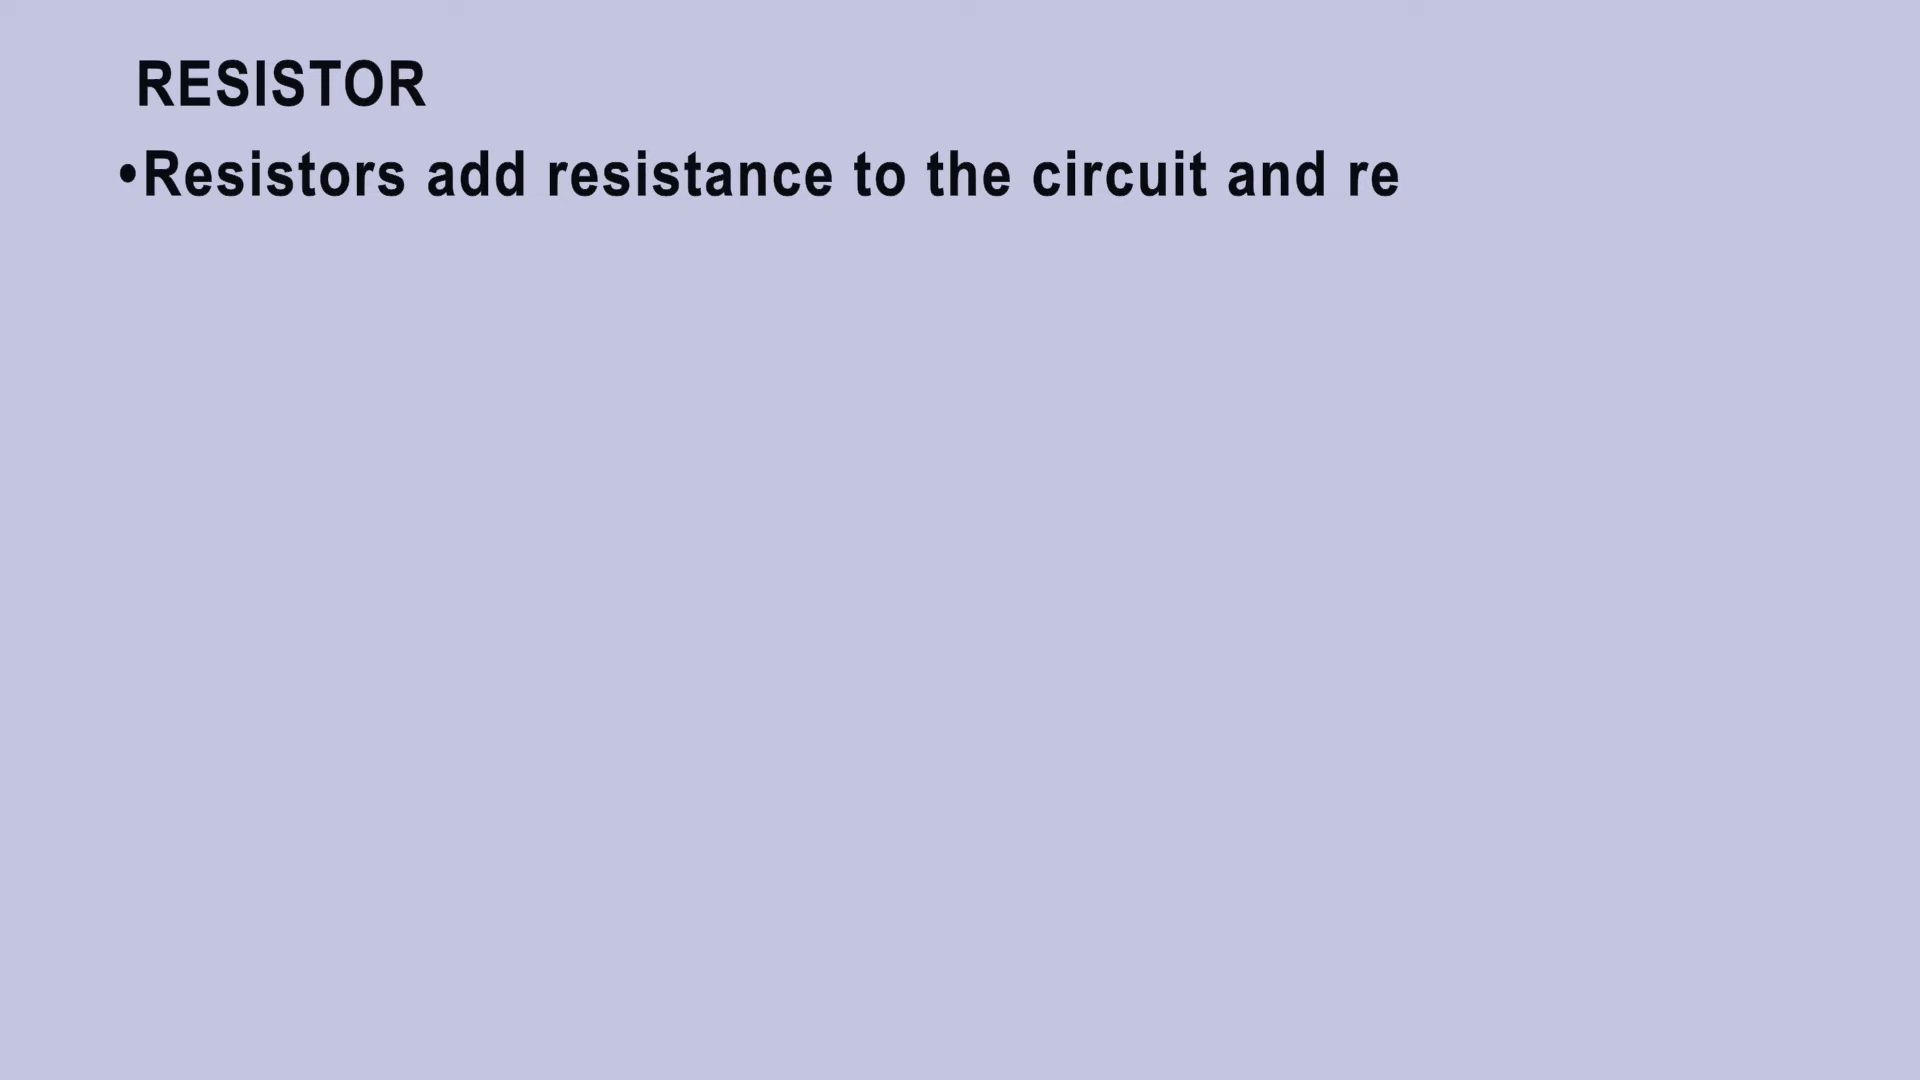 RESISTOR
•Resistors add resistance to the circuit and re